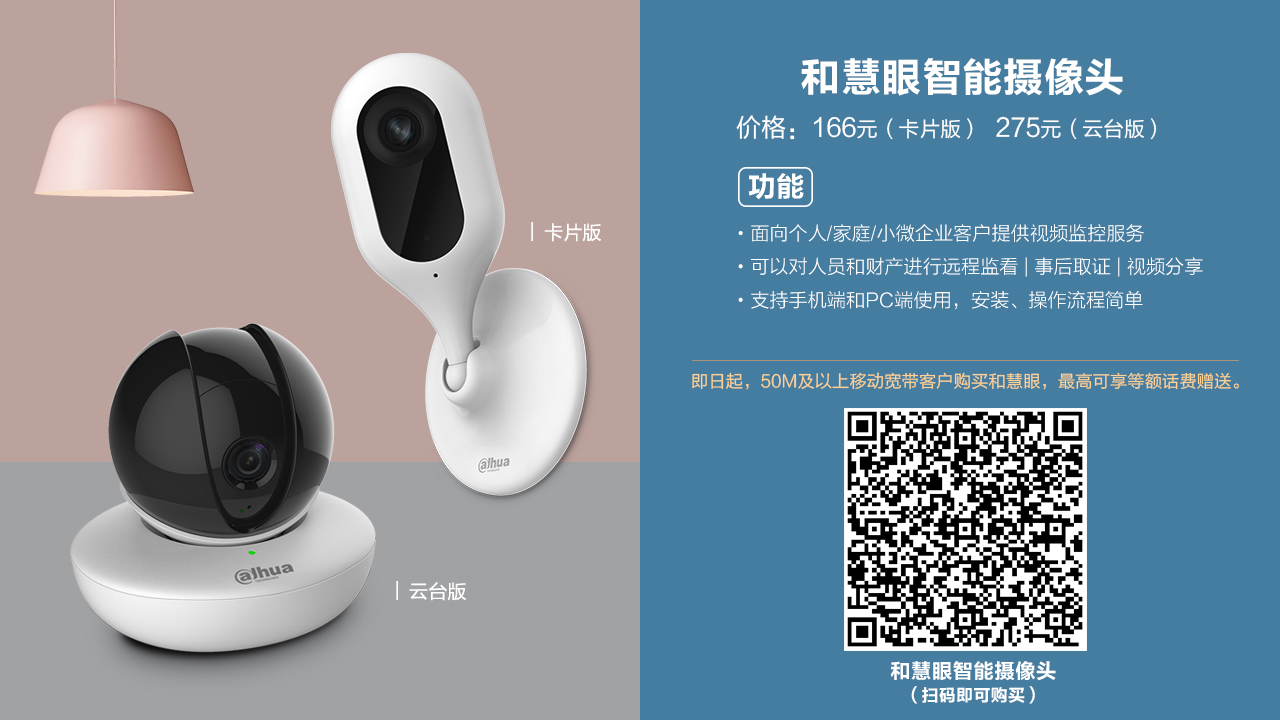 和慧眼智能摄像头
价格：166元（卡片版） 275元（云台版）
功能
• 面向个人/家庭/小微企业客户提供视频监控服务
• 可以对人员和财产进行远程监看 | 事后取证 | 视频分享
• 支持手机端和PC端使用，安装、操作流程简单
即日起，50M及以上移动宽带客户购买和慧眼，最高可享等额话费赠送。
和慧眼智能摄像头
（扫码即可购买）
| 卡片版
alhua
alhua
| 云台版